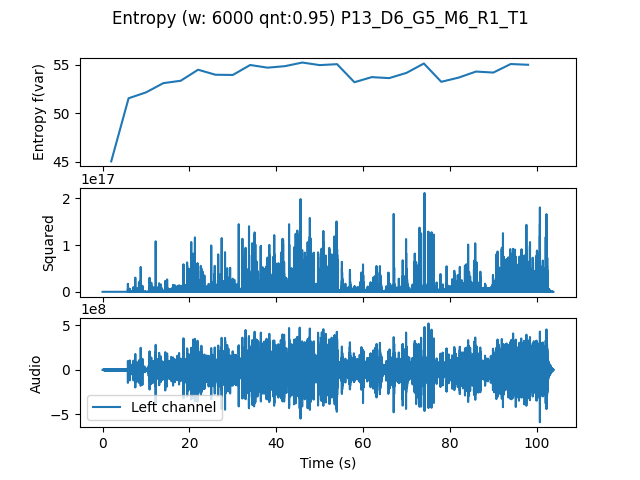 Entropy (w: 6000 qnt:0.95) P13_D6_G5_M6_R1_T1
Entropy f(var)
55
50
45
1e17
Squared
2
1
0
1e8
Audio
5
0
−5
Left channel
0
20
40
60
80
100
Time (s)